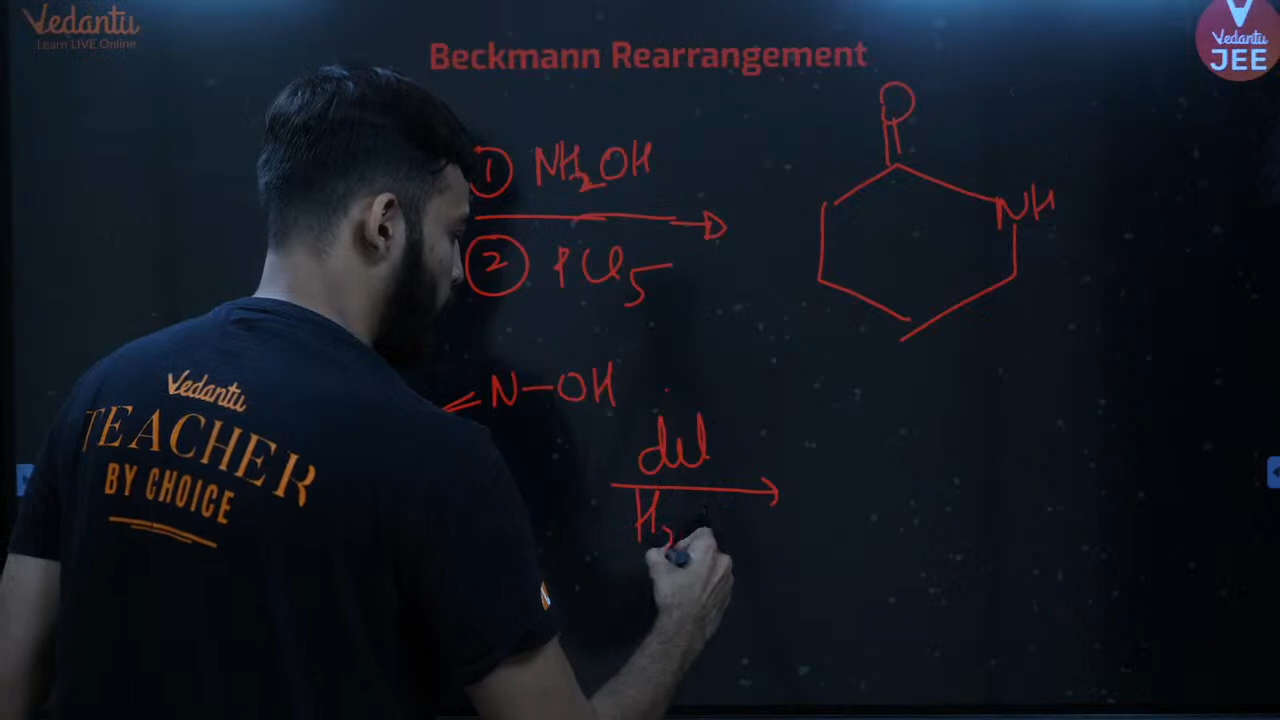 Vedantu
Learn LIVE Online
Vedantu
JEE
Beckmann Rearrangement
① NH₂OH
② PCl₅
O
NH
=N-OH
dil
H₂
Vedantu
TEACHER
BY CHOICE